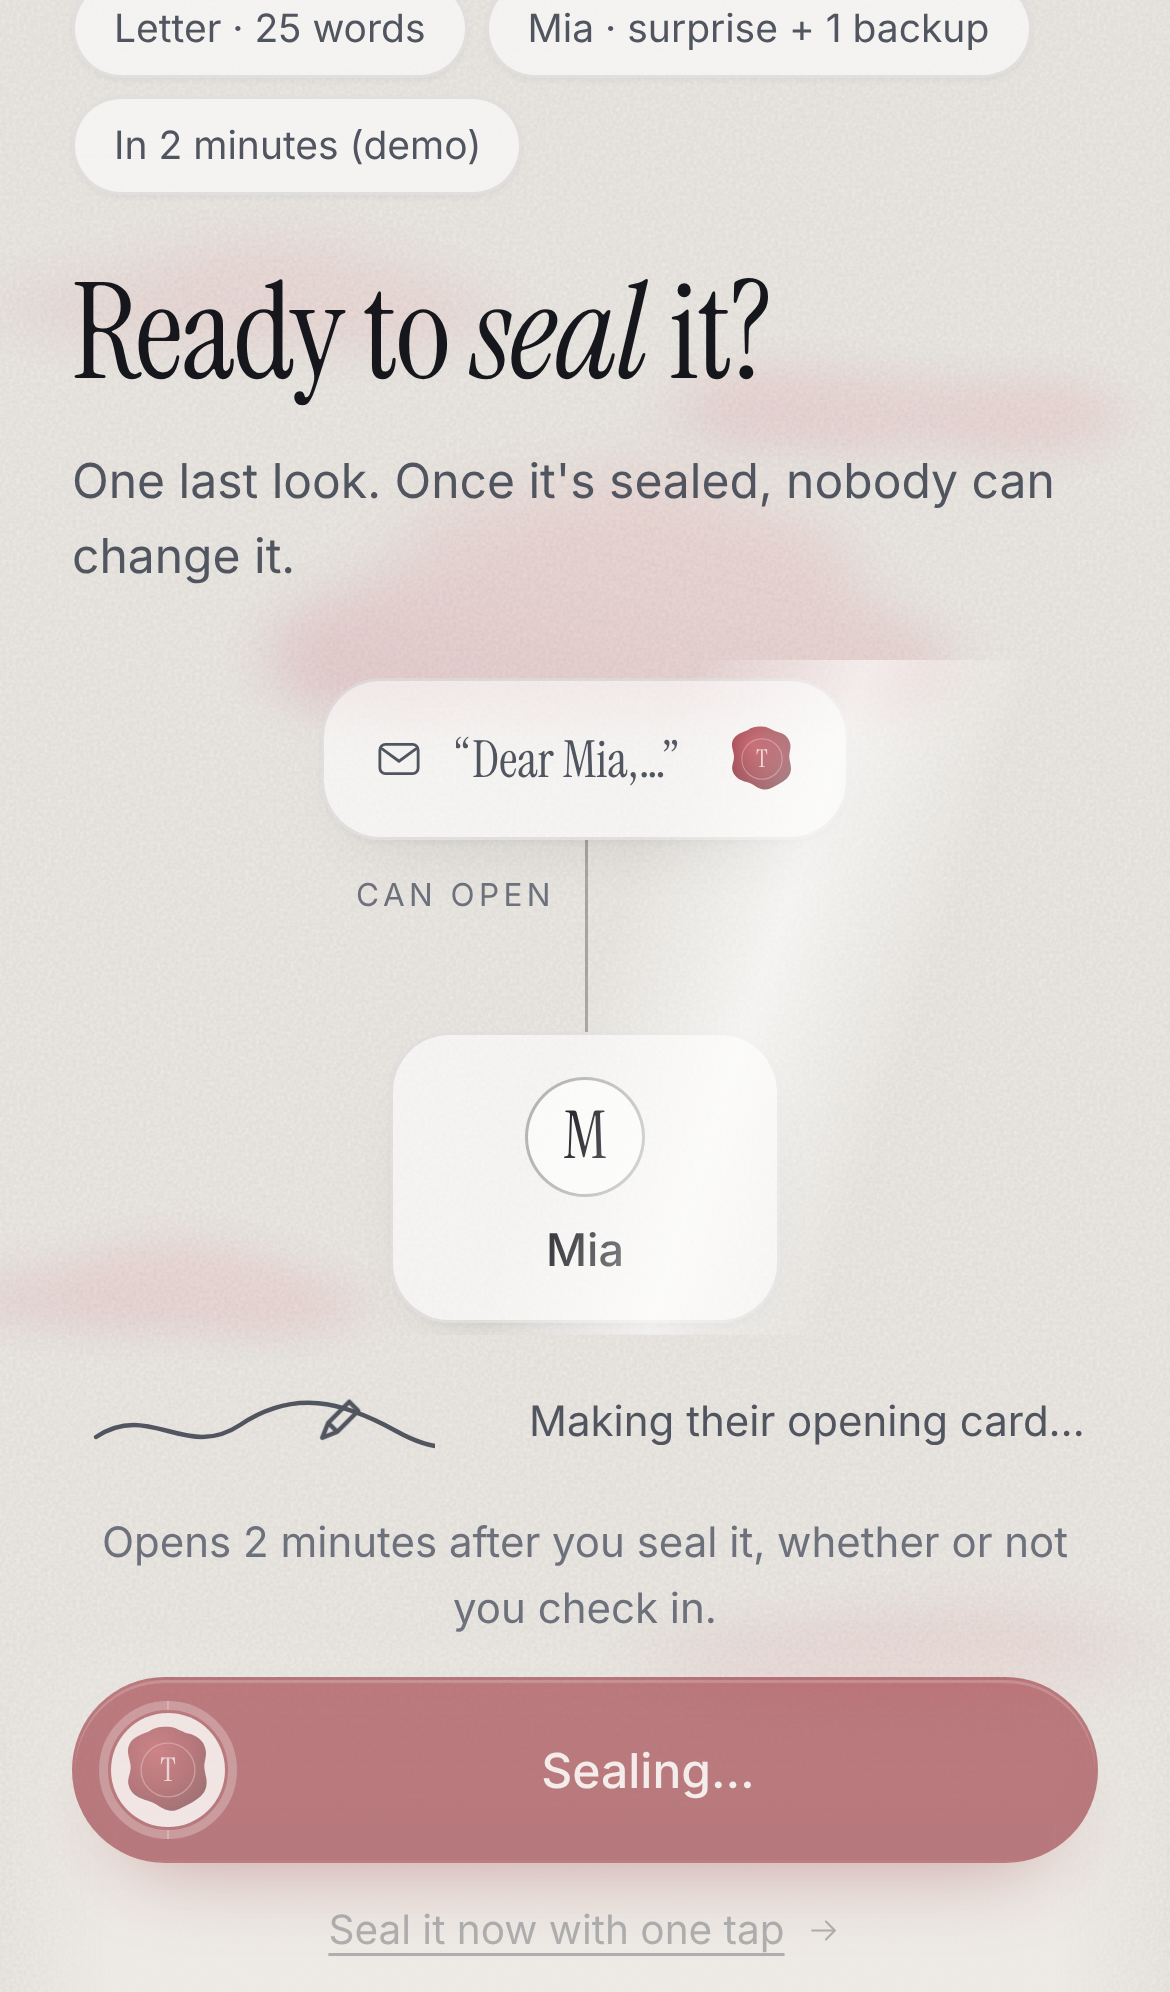 Letter · 25 words
Mia · surprise + 1 backup
In 2 minutes (demo)
Ready to seal it?
One last look. Once it's sealed, nobody can
change it.
“Dear Mia,...”
T
CAN OPEN
M
Mia
Making their opening card...
Opens 2 minutes after you seal it, whether or not
you check in.
T
Sealing...
Seal it now with one tap →